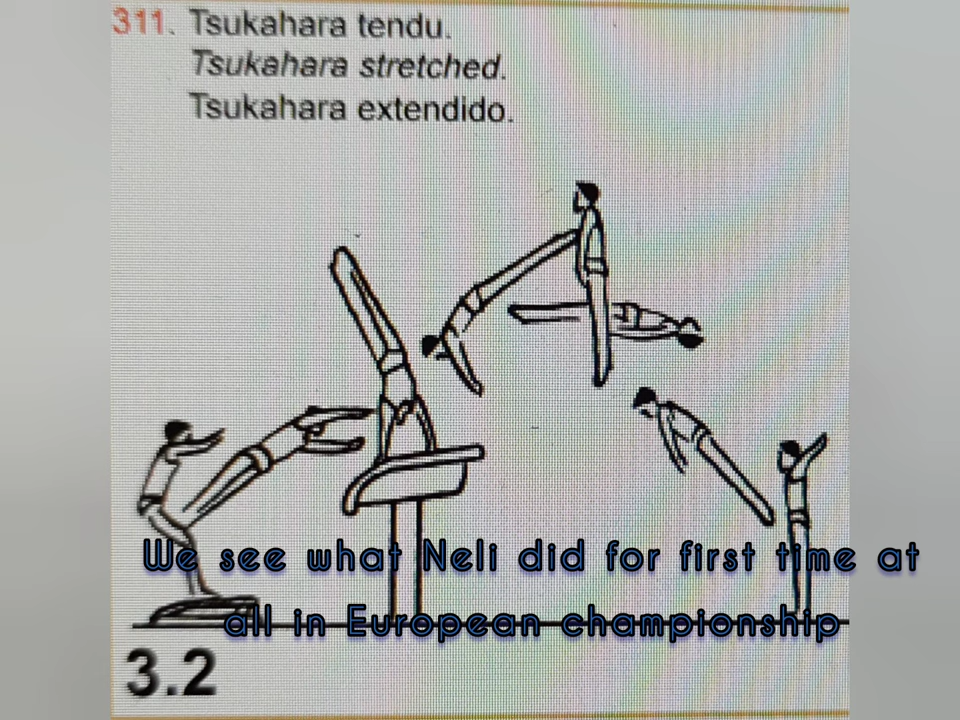 311. Tsukahara tendu.
Tsukahara stretched.
Tsukahara extendido.
We see what Neli did for first time at
all in European championship
3.2